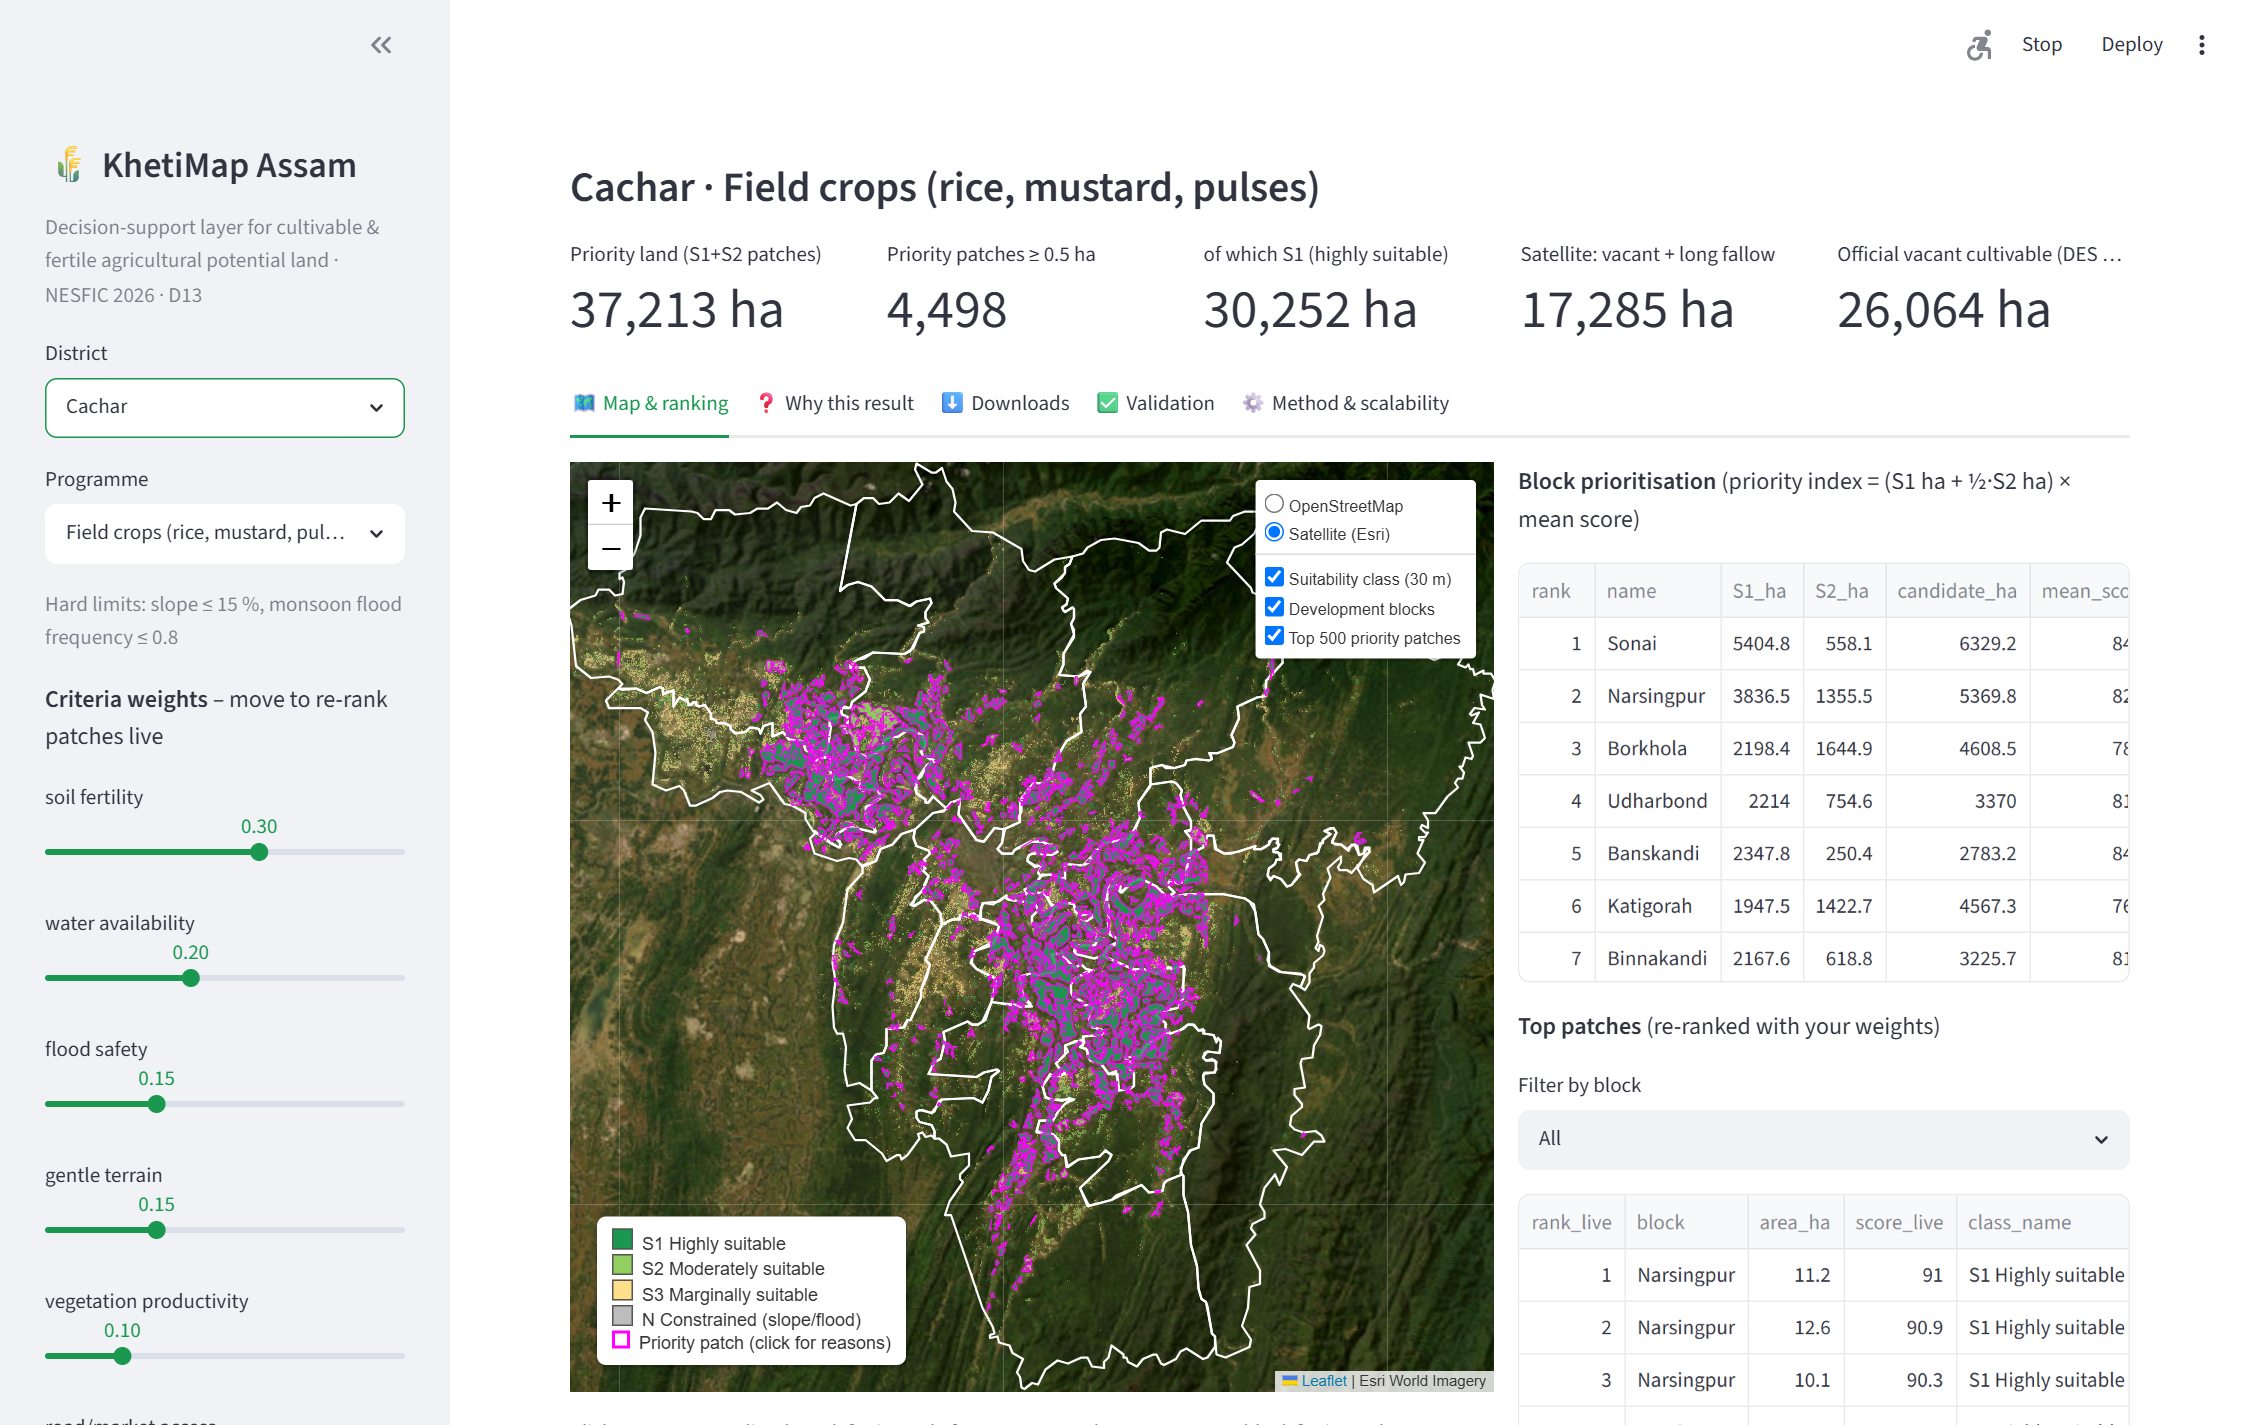 Stop
Deploy
KhetiMap Assam
Decision-support layer for cultivable &
fertile agricultural potential land ·
NESFIC 2026 · D13
District
Cachar
Programme
Field crops (rice, mustard, pul…
Hard limits: slope ≤ 15 %, monsoon flood
frequency ≤ 0.8
Criteria weights – move to re-rank
patches live
soil fertility
0.30
water availability
0.20
flood safety
0.15
gentle terrain
0.15
vegetation productivity
0.10
Cachar · Field crops (rice, mustard, pulses)
Priority land (S1+S2 patches)
37,213 ha
Priority patches ≥ 0.5 ha
4,498
of which S1 (highly suitable)
30,252 ha
Satellite: vacant + long fallow
17,285 ha
Official vacant cultivable (DES …
26,064 ha
Map & ranking
Why this result
Downloads
Validation
Method & scalability
+
−
OpenStreetMap
Satellite (Esri)
Suitability class (30 m)
Development blocks
Top 500 priority patches
S1 Highly suitable
S2 Moderately suitable
S3 Marginally suitable
N Constrained (slope/flood)
Priority patch (click for reasons)
Leaflet | Esri World Imagery
Block prioritisation (priority index = (S1 ha + ½·S2 ha) ×
mean score)
rank name S1_ha S2_ha candidate_ha mean_sco
1 Sonai 5404.8 558.1 6329.2 84
2 Narsingpur 3836.5 1355.5 5369.8 82
3 Borkhola 2198.4 1644.9 4608.5 78
4 Udharbond 2214 754.6 3370 81
5 Banskandi 2347.8 250.4 2783.2 84
6 Katigorah 1947.5 1422.7 4567.3 76
7 Binnakandi 2167.6 618.8 3225.7 81
Top patches (re-ranked with your weights)
Filter by block
All
rank_live block area_ha score_live class_name
1 Narsingpur 11.2 91 S1 Highly suitable
2 Narsingpur 12.6 90.9 S1 Highly suitable
3 Narsingpur 10.1 90.3 S1 Highly suitable